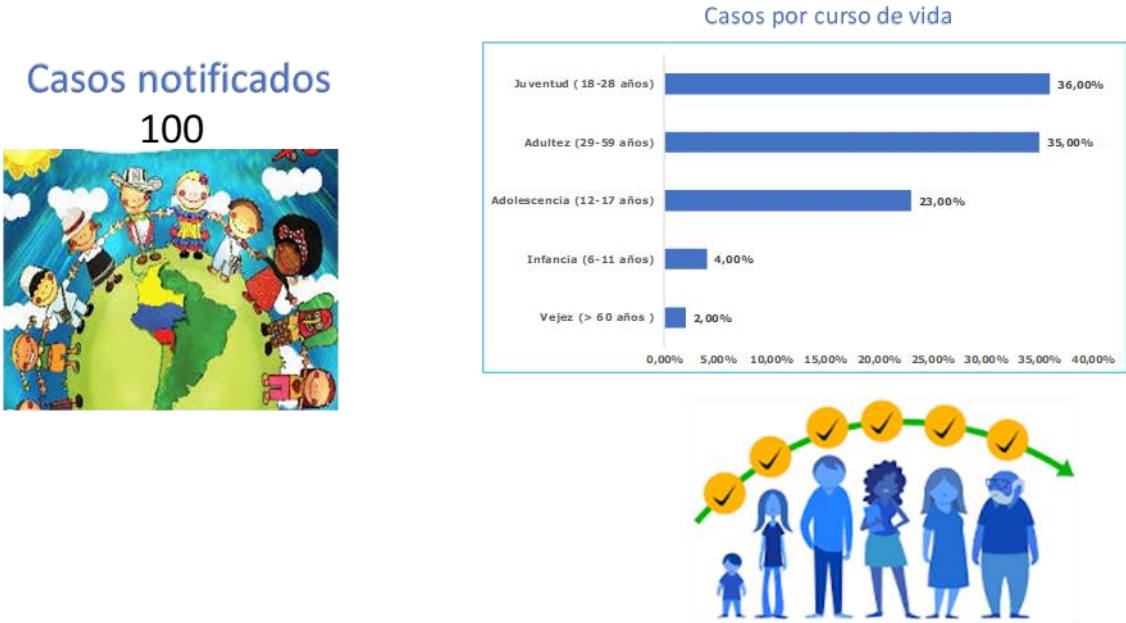 Casos notificados
100
Casos por curso de vida
Juventud ( 18-28 años)
36,00%
Adultez (29-59 años)
35,00%
Adolescencia (12-17 años)
23,00%
Infancia (6-11 años)
4,00%
Vejez (> 60 años )
2,00%
0,00% 5,00% 10,00% 15,00% 20,00% 25,00% 30,00% 35,00% 40,00%